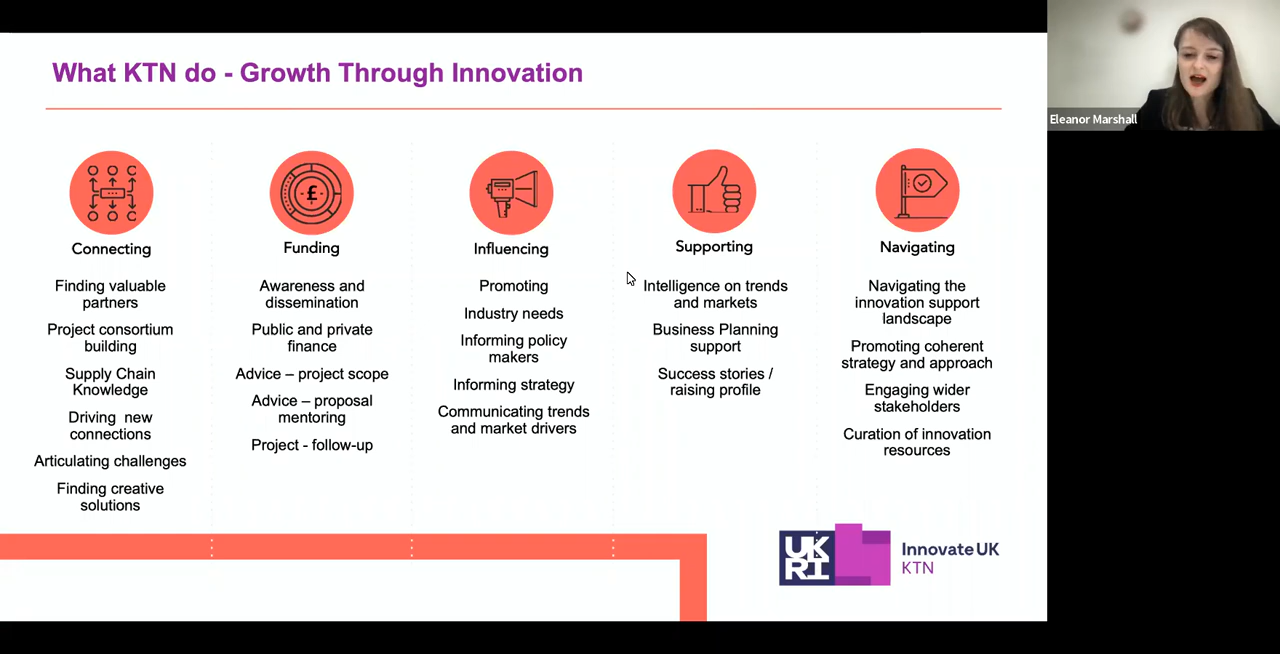 What KTN do - Growth Through Innovation
Eleanor Marshall
£
Connecting
Finding valuable
partners
Project consortium
building
Supply Chain
Knowledge
Driving new
connections
Articulating challenges
Finding creative
solutions
Funding
Awareness and
dissemination
Public and private
finance
Advice – project scope
Advice – proposal
mentoring
Project - follow-up
Influencing
Promoting
Industry needs
Informing policy
makers
Informing strategy
Communicating trends
and market drivers
Supporting
Intelligence on trends
and markets
Business Planning
support
Success stories /
raising profile
Navigating
Navigating the
innovation support
landscape
Promoting coherent
strategy and approach
Engaging wider
stakeholders
Curation of innovation
resources
UK
RI
Innovate UK
KTN